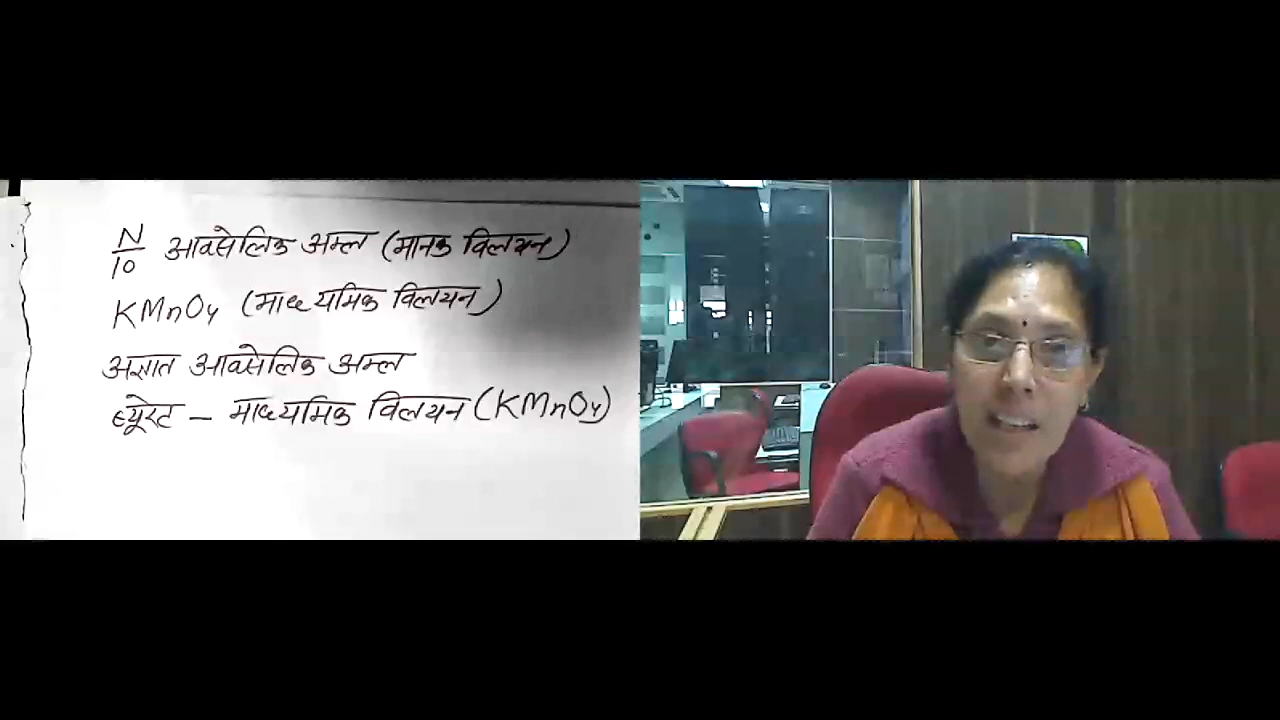 N/10 आक्सेलिक अम्ल (मानक विलयन)
KMnO4 (माध्यमिक विलयन)
अज्ञात आक्सेलिक अम्ल
ब्यूरेट – माध्यमिक विलयन (KMnO4)